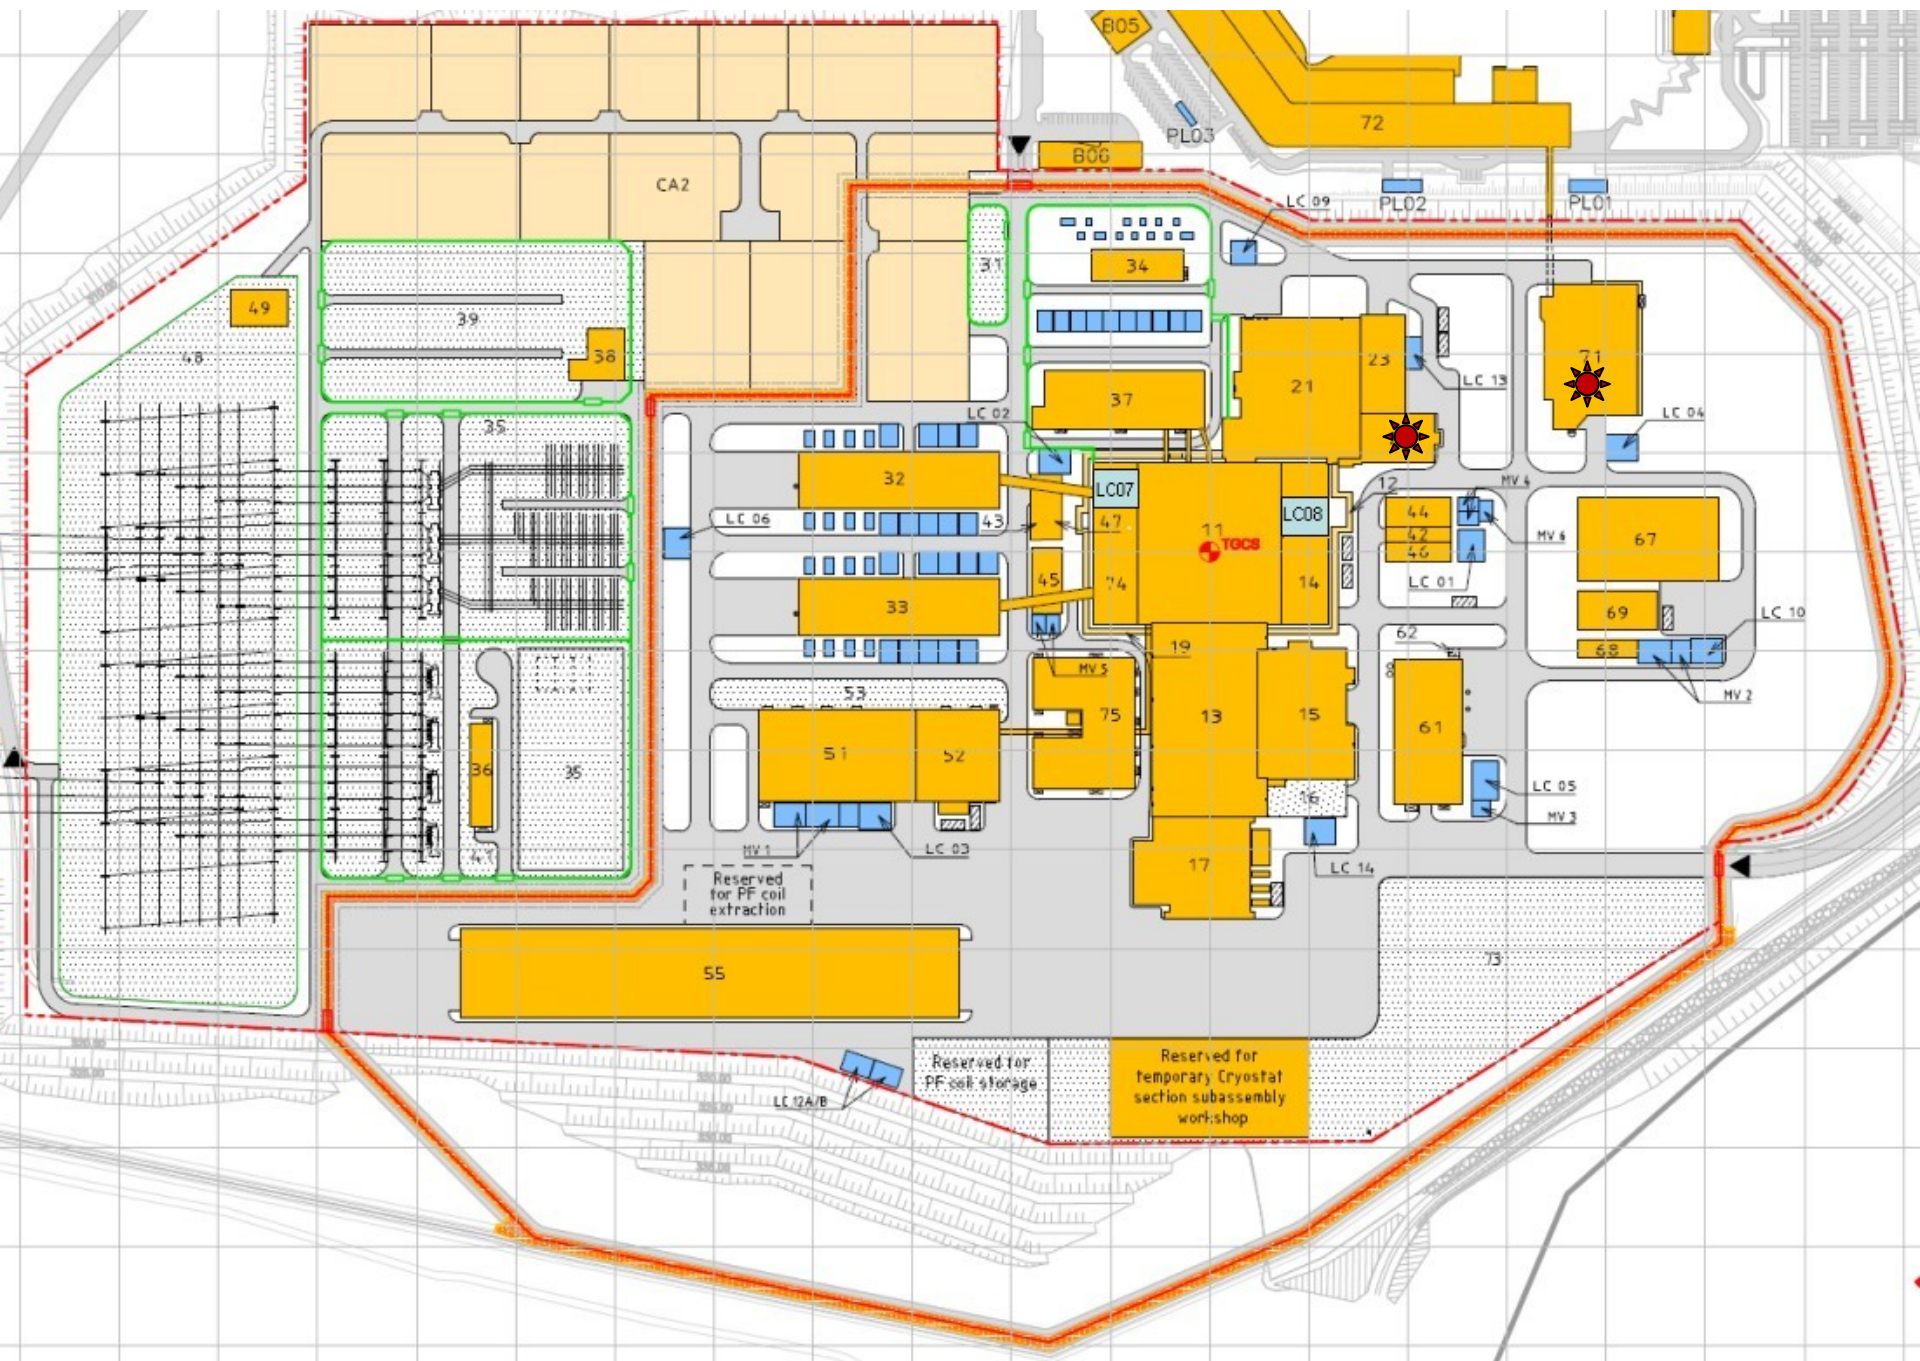 B05
72
PL03
B06
CA2
PL02
PL01
LC 09
31
34
49
39
48
38
37
21
23
71
LC 13
LC 02
LC 04
35
32
LC07
LC08
12
MV 4
LC 06
43
47
11
TGCS
44
42
46
MV 6
67
LC 01
45
74
14
33
69
LC 10
62
68
19
MV 5
MV 2
53
75
13
15
61
51
52
36
35
16
LC 05
MV 3
41
MV 1
LC 03
17
LC 14
Reserved
for PF coil
extraction
55
73
Reserved for
PF coil storage
Reserved for
temporary Cryostat
section subassembly
workshop
LC 12A/B